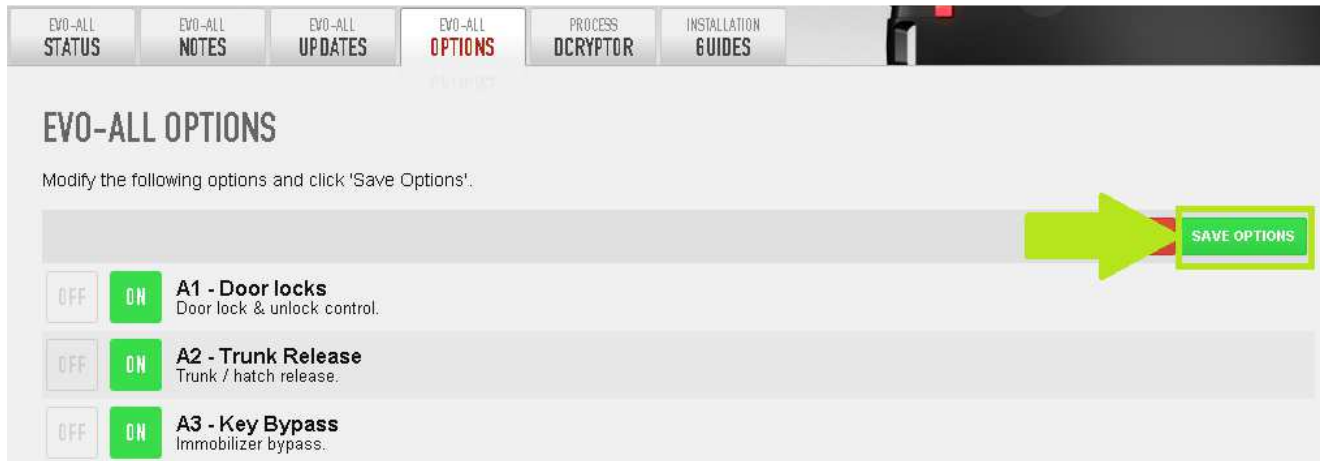 EVO-ALL EVO-ALL EVO-ALL EVO-ALL PROCESS INSTALLATION
STATUS NOTES UPDATES OPTIONS DCRYPTOR GUIDES
EVO-ALL OPTIONS
Modify the following options and click 'Save Options'.
SAVE OPTIONS
OFF ON A1 - Door locks
Door lock & unlock control.
OFF ON A2 - Trunk Release
Trunk / hatch release.
OFF ON A3 - Key Bypass
Immobilizer bypass.